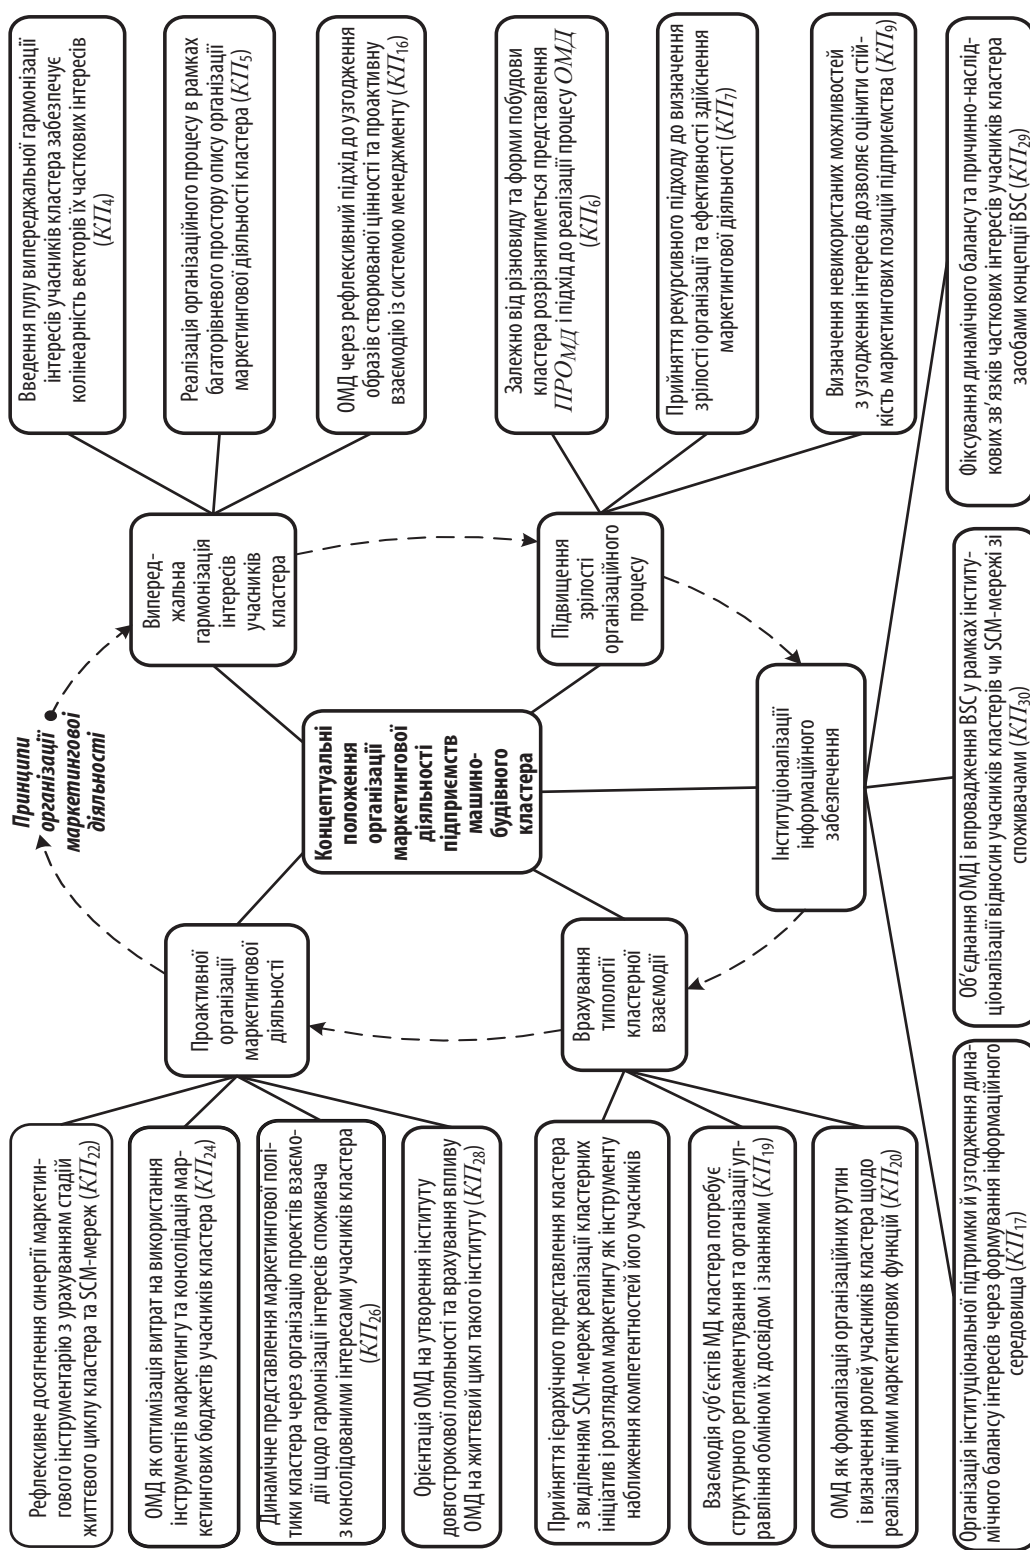 Принципи
організації
маркетингової
діяльності
Концептуальні
положення
організації
маркетингової
діяльності
підприємств
машино-
будівного
кластера
Проактивної
організації
маркетингової
діяльності
Рефлексивне досягнення синергії маркетин-
гового інструментарію з урахуванням стадій
життєвого циклу кластера та SCM-мереж (КП22)
ОМД як оптимізація витрат на використання
інструментів маркетингу та консолідація мар-
кетингових бюджетів учасників кластера (КП24)
Динамічне представлення маркетингової полі-
тики кластера через організацію проектів взаємо-
дії щодо гармонізації інтересів споживача
з консолідованими інтересами учасників кластера
(КП26)
Орієнтація ОМД на утворення інституту
довгострокової лояльності та врахування впливу
ОМД на життєвий цикл такого інституту (КП28)
Виперед-
жальна
гармонізація
інтересів
учасників
кластера
Введення пулу випереджальної гармонізації
інтересів учасників кластера забезпечує
колінеарність векторів їх часткових інтересів
(КП4)
Реалізація організаційного процесу в рамках
багаторівневого простору опису організації
маркетингової діяльності кластера (КП5)
ОМД через рефлексивний підхід до узгодження
образів створюваної цінності та проактивну
взаємодію із системою менеджменту (КП16)
Врахування
типології
кластерної
взаємодії
Прийняття ієрархічного представлення кластера
з виділенням SCM-мереж реалізації кластерних
ініціатив і розглядом маркетингу як інструменту
наближення компетентностей його учасників
Взаємодія суб’єктів МД кластера потребує
структурного регламентування та організації уп-
равління обміном їх досвідом і знаннями (КП19)
ОМД як формалізація організаційних рутин
і визначення ролей учасників кластера щодо
реалізації ними маркетингових функцій (КП20)
Підвищення
зрілості
організаційного
процесу
Залежно від різновиду та форми побудови
кластера розрізнятиметься представлення
ПРОМД і підхід до реалізації процесу ОМД
(КП6)
Прийняття рекурсивного підходу до визначення
зрілості організації та ефективності здійснення
маркетингової діяльності (КП7)
Визначення невикористаних можливостей
з узгодження інтересів дозволяє оцінити стій-
кість маркетингових позицій підприємства (КП9)
Інституціоналізації
інформаційного
забезпечення
Організація інституціональної підтримки й узгодження дина-
мічного балансу інтересів через формування інформаційного
середовища (КП17)
Об’єднання ОМД і впровадження BSC у рамках інститу-
ціоналізації відносин учасників кластерів чи SCM-мережі зі
споживачами (КП30)
Фіксування динамічного балансу та причинно-наслід-
кових зв’язків часткових інтересів учасників кластера
засобами концепції BSC (КП29)